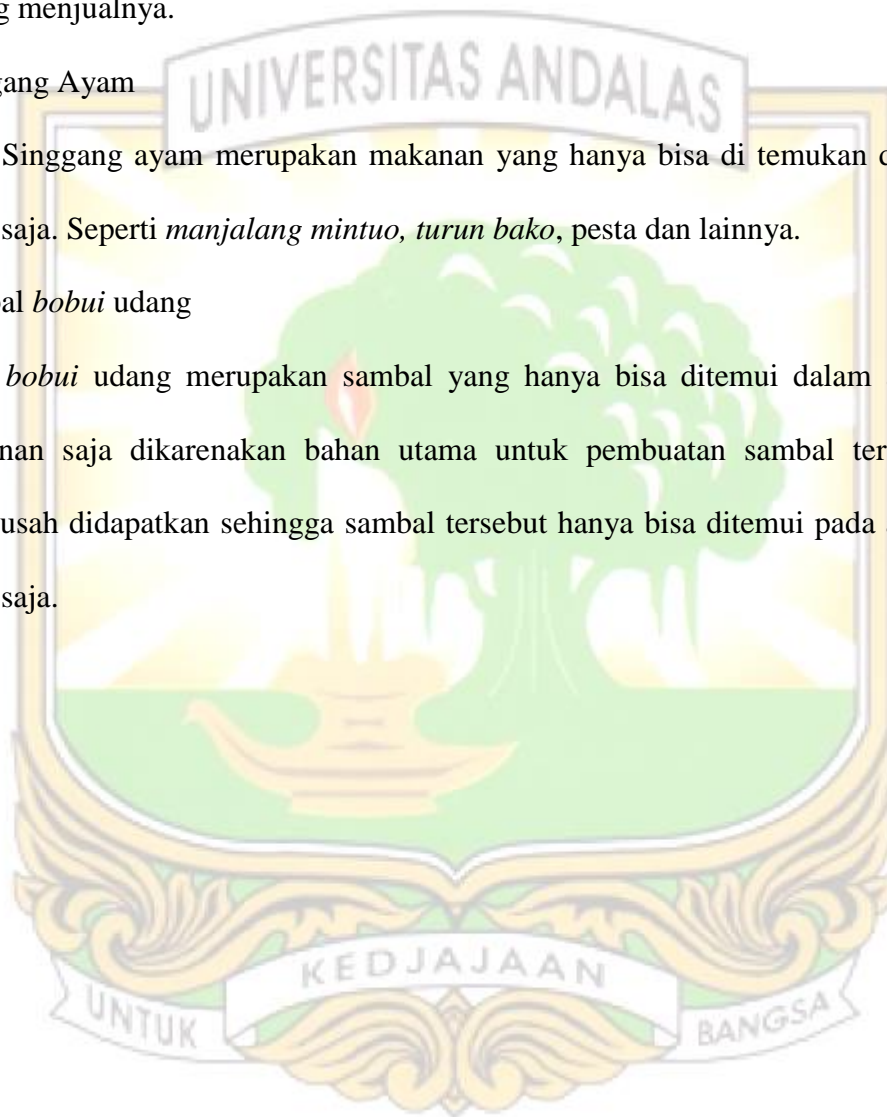 g menjualnya.
UNIVERSITAS ANDALAS
gang Ayam
Singgang ayam merupakan makanan yang hanya bisa di temukan d
saja. Seperti manjalang mintuo, turun bako, pesta dan lainnya.
al bobui udang
bobui udang merupakan sambal yang hanya bisa ditemui dalam
nan saja dikarenakan bahan utama untuk pembuatan sambal ter
usah didapatkan sehingga sambal tersebut hanya bisa ditemui pada
saja.
UNTUK KEDJAJAAN BANGSA